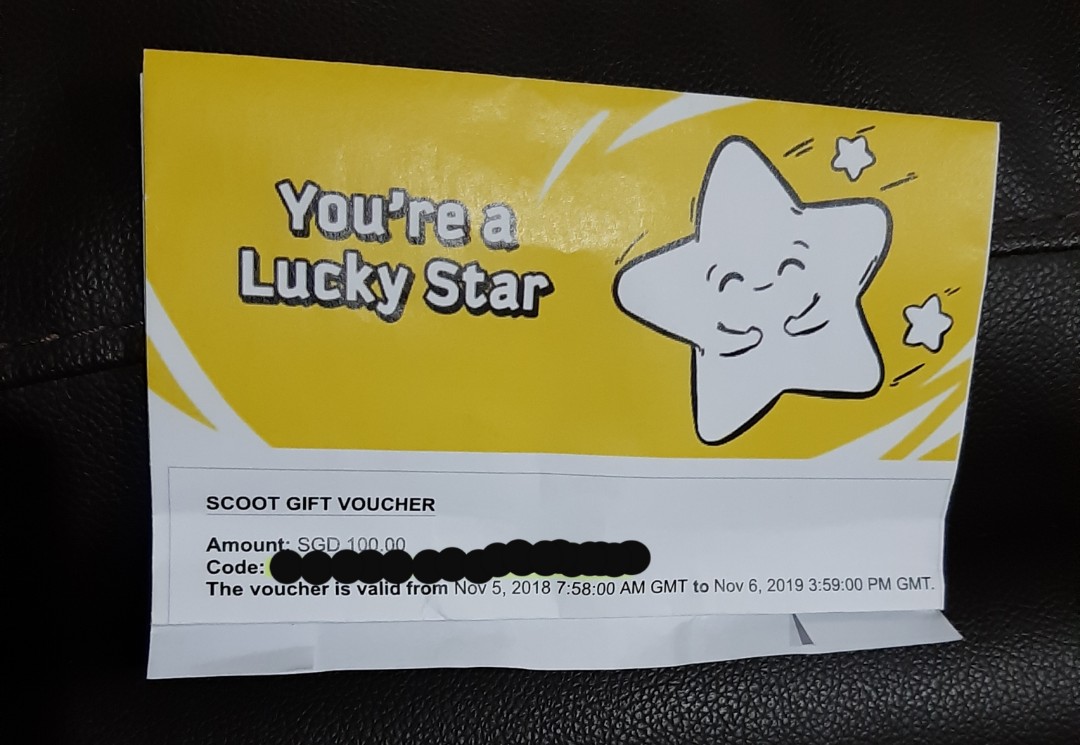 You're a
Lucky Star
SCOOT GIFT VOUCHER
Amount: SGD 100.00
Code:
The voucher is valid from Nov 5, 2018 7:58:00 AM GMT to Nov 6, 2019 3:59:00 PM GMT.